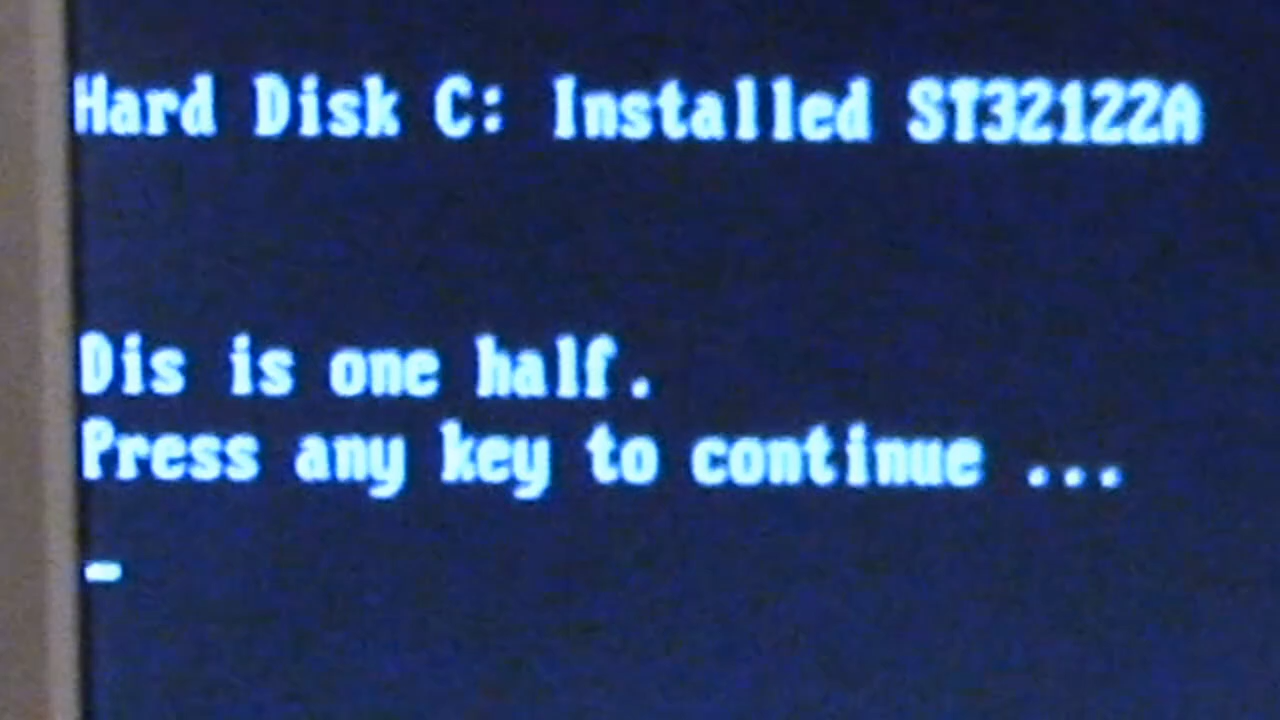 Hard Disk C: Installed ST32122A
Dis is one half.
Press any key to continue ...